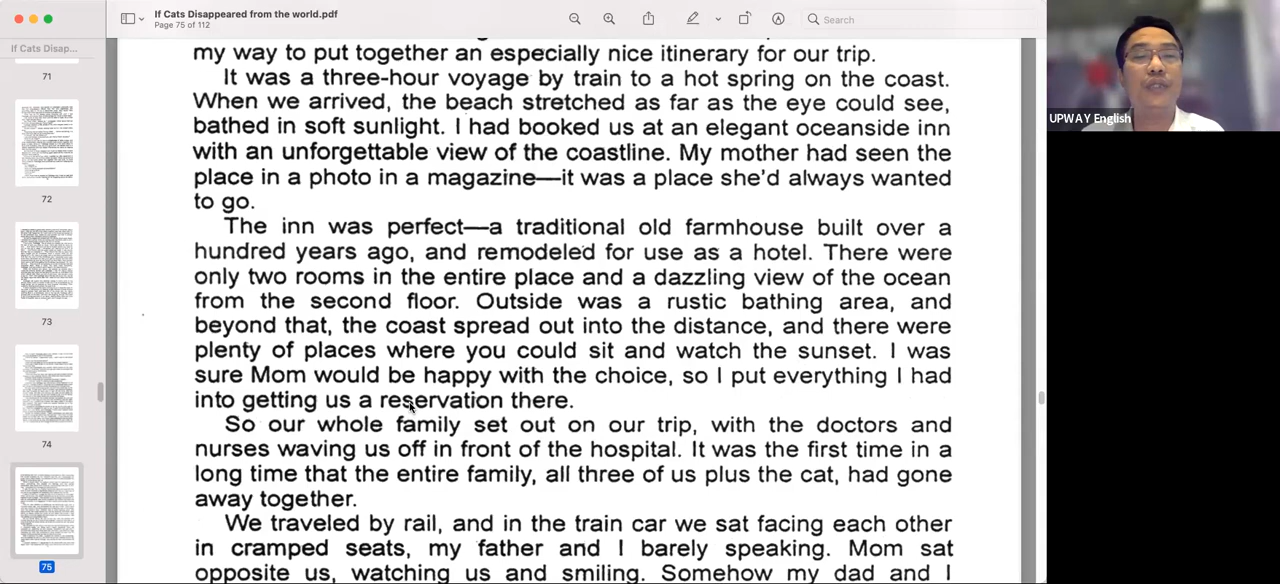 If Cats Disappeared from the world.pdf
Page 75 of 112
Search
If Cats Disap...
71
72
73
74
75
UPWAY English
my way to put together an especially nice itinerary for our trip.
It was a three-hour voyage by train to a hot spring on the coast.
When we arrived, the beach stretched as far as the eye could see,
bathed in soft sunlight. I had booked us at an elegant oceanside inn
with an unforgettable view of the coastline. My mother had seen the
place in a photo in a magazine—it was a place she'd always wanted
to go.
The inn was perfect—a traditional old farmhouse built over a
hundred years ago, and remodeled for use as a hotel. There were
only two rooms in the entire place and a dazzling view of the ocean
from the second floor. Outside was a rustic bathing area, and
beyond that, the coast spread out into the distance, and there were
plenty of places where you could sit and watch the sunset. I was
sure Mom would be happy with the choice, so I put everything I had
into getting us a reservation there.
So our whole family set out on our trip, with the doctors and
nurses waving us off in front of the hospital. It was the first time in a
long time that the entire family, all three of us plus the cat, had gone
away together.
We traveled by rail, and in the train car we sat facing each other
in cramped seats, my father and I barely speaking. Mom sat
opposite us, watching us and smiling. Somehow my dad and I